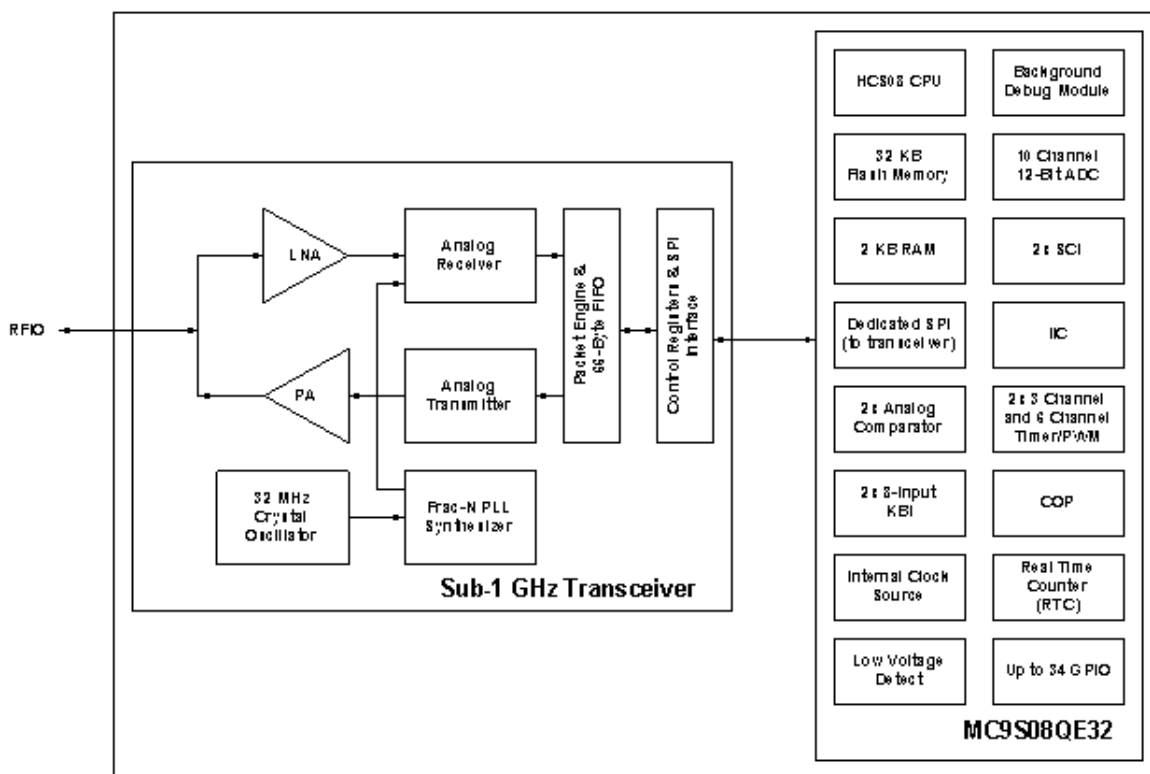 RFIO
LNA
Analog
Receiver
PA
Analog
Transmitter
32 MHz
Crystal
Oscillator
Frac-N PLL
Synthesizer
Packet Engine &
66-Byte FIFO
Control Registers & SPI
Interface
Sub-1 GHz Transceiver
HCS08 CPU
Background
Debug Module
32 KB
Flash Memory
10 Channel
12-Bit ADC
2 KB RAM
2x SCI
Dedicated SPI
(to transceiver)
IIC
2x Analog
Comparator
2x 3 Channel
and 6 Channel
Timer/PWM
2x 8-Input
KBI
COP
Internal Clock
Source
Real Time
Counter
(RTC)
Low Voltage
Detect
Up to 34 GPIO
MC9S08QE32